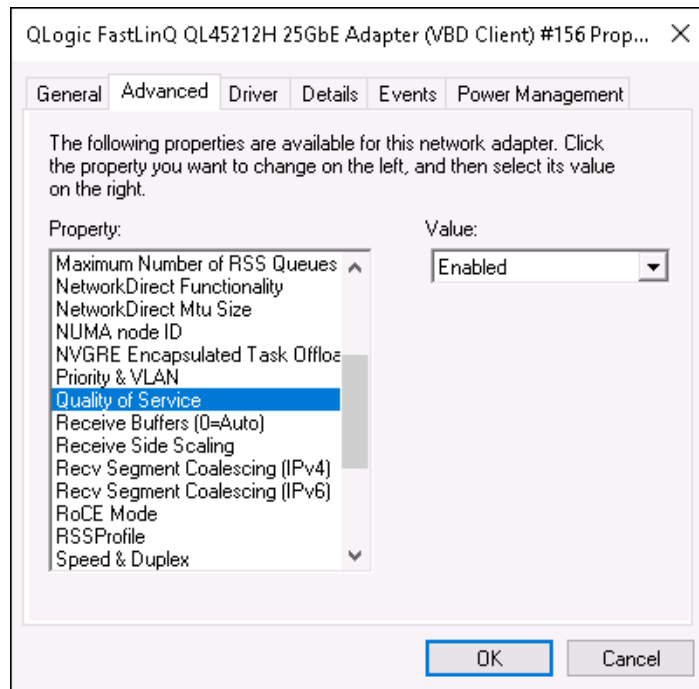 QLogic FastLinQ QL45212H 25GbE Adapter (VBD Client) #156 Prop...
General Advanced Driver Details Events Power Management
The following properties are available for this network adapter. Click
the property you want to change on the left, and then select its value
on the right.
Property:
Value:
Maximum Number of RSS Queues
Enabled
NetworkDirect Functionality
NetworkDirect Mtu Size
NUMA node ID
NVGRE Encapsulated Task Offloa
Priority & VLAN
Quality of Service
Receive Buffers (0=Auto)
Receive Side Scaling
Recv Segment Coalescing (IPv4)
Recv Segment Coalescing (IPv6)
RoCE Mode
RSSProfile
Speed & Duplex
OK Cancel